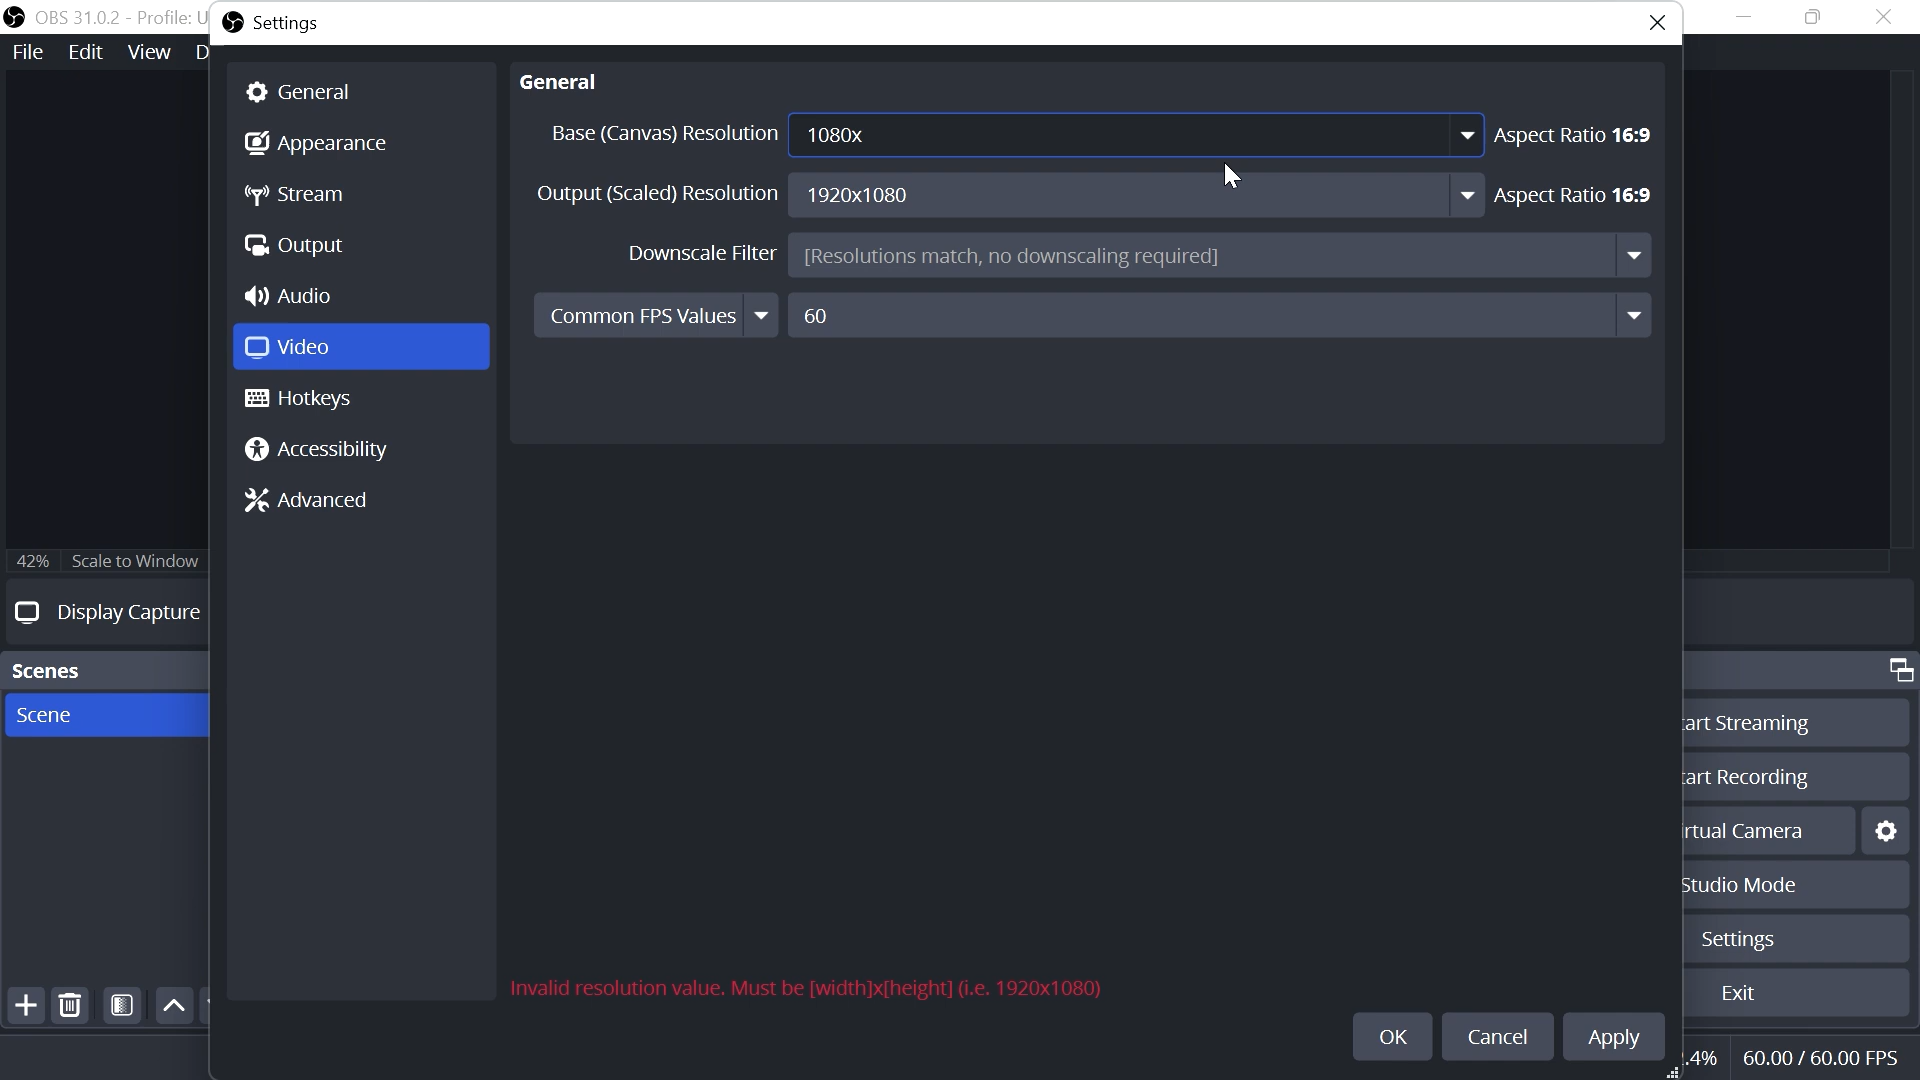 OBS 31.0.2 - Profile: U
Settings
File Edit View D
General
Appearance
Stream
Output
Audio
Video
Hotkeys
Accessibility
Advanced
General
Base (Canvas) Resolution 1080x Aspect Ratio 16:9
Output (Scaled) Resolution 1920x1080 Aspect Ratio 16:9
Downscale Filter [Resolutions match, no downscaling required]
Common FPS Values 60
42% Scale to Window
Display Capture
Scenes
Scene
tart Streaming
tart Recording
irtual Camera
Studio Mode
Settings
Exit
Invalid resolution value. Must be [width]x[height] (i.e. 1920x1080)
OK Cancel Apply
.4% 60.00 / 60.00 FPS